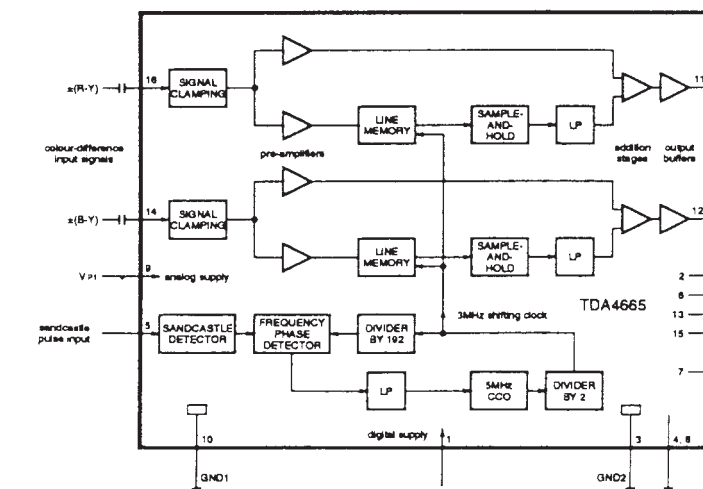 16
±(R-Y)
SIGNAL
CLAMPING
11
LINE
MEMORY
SAMPLE-
AND-
HOLD
LP
colour-difference
input signals
pre-amplifiers
addition
stages
output
buffers
14
±(B-Y)
SIGNAL
CLAMPING
12
LINE
MEMORY
SAMPLE-
AND-
HOLD
LP
9
VP1
analog supply
2
6
TDA4665
3MHz shifting clock
13
sandcastle
pulse input
5
SANDCASTLE
DETECTOR
FREQUENCY
PHASE
DETECTOR
DIVIDER
BY 192
15
7
LP
5MHz
CCO
DIVIDER
BY 2
digital supply
10
1
3
4, 8
GND1
GND2